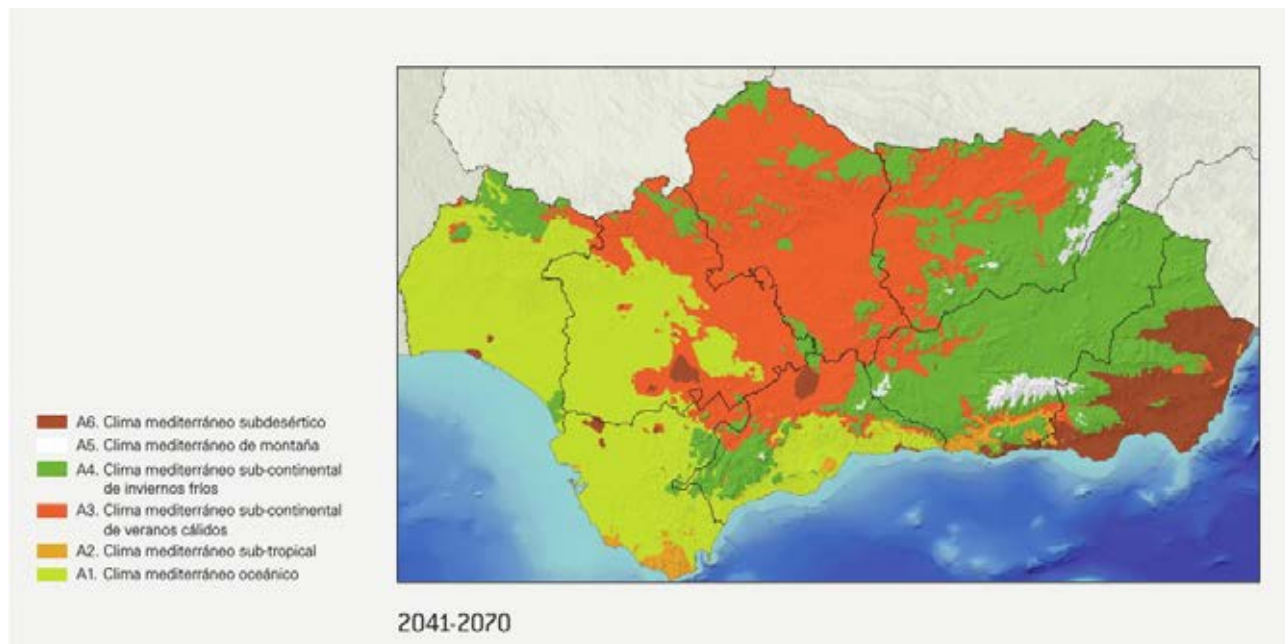 A6. Clima mediterráneo subdesértico
A5. Clima mediterráneo de montaña
A4. Clima mediterráneo sub-continental
de inviernos fríos
A3. Clima mediterráneo sub-continental
de veranos cálidos
A2. Clima mediterráneo sub-tropical
A1. Clima mediterráneo oceánico
2041-2070